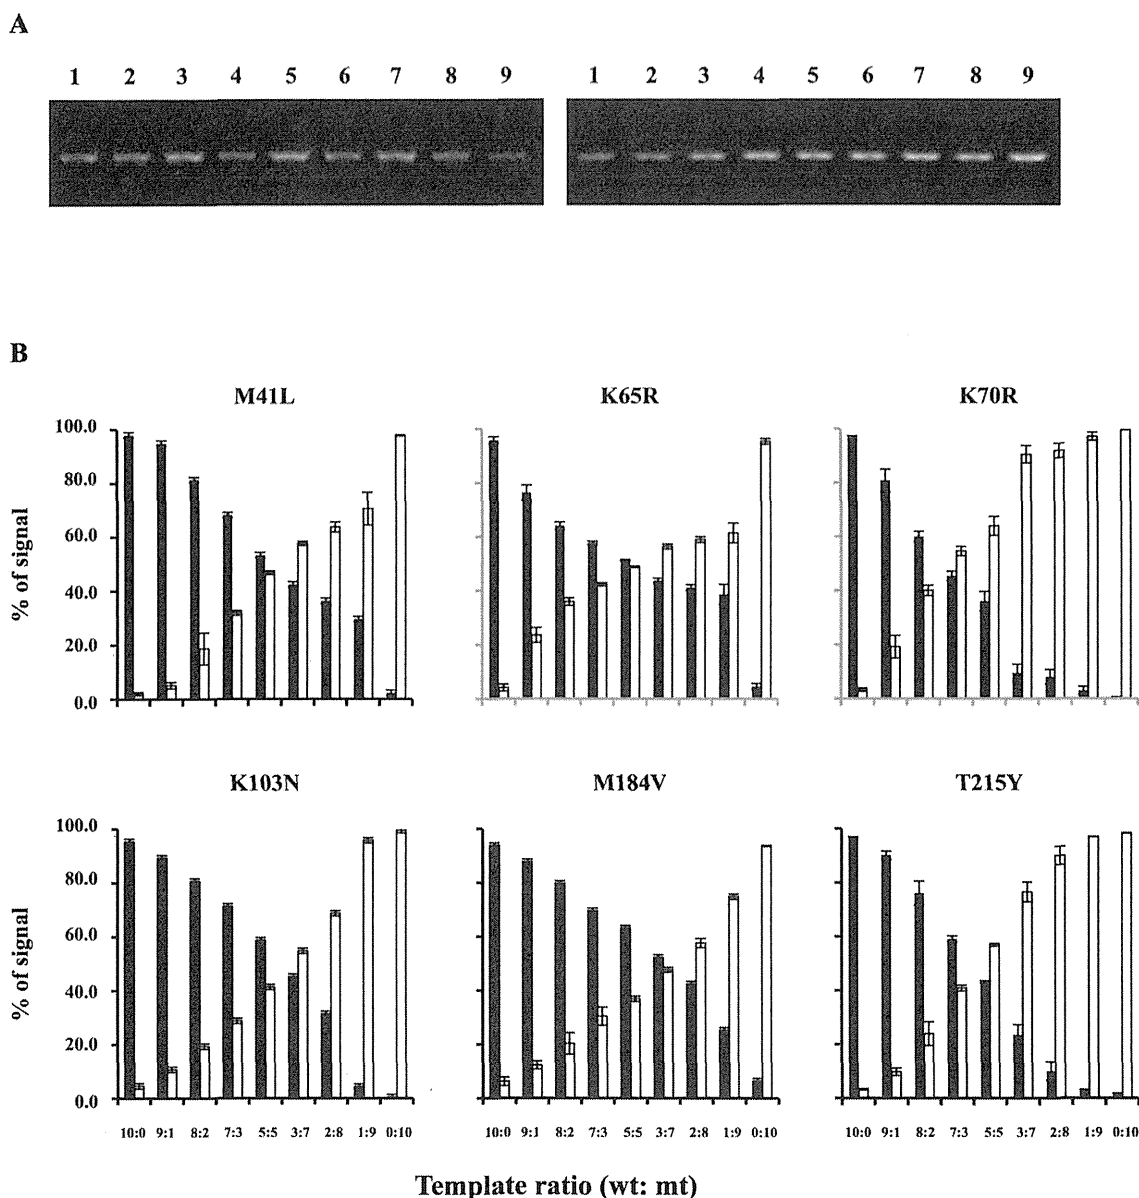 A
1 2 3 4 5 6 7 8 9 1 2 3 4 5 6 7 8 9
B
M41L K65R K70R
100.0
80.0
60.0
40.0
20.0
0.0
% of signal
K103N M184V T215Y
100.0
80.0
60.0
40.0
20.0
0.0
% of signal
10:0 9:1 8:2 7:3 5:5 3:7 2:8 1:9 0:10 10:0 9:1 8:2 7:3 5:5 3:7 2:8 1:9 0:10 10:0 9:1 8:2 7:3 5:5 3:7 2:8 1:9 0:10
Template ratio (wt: mt)